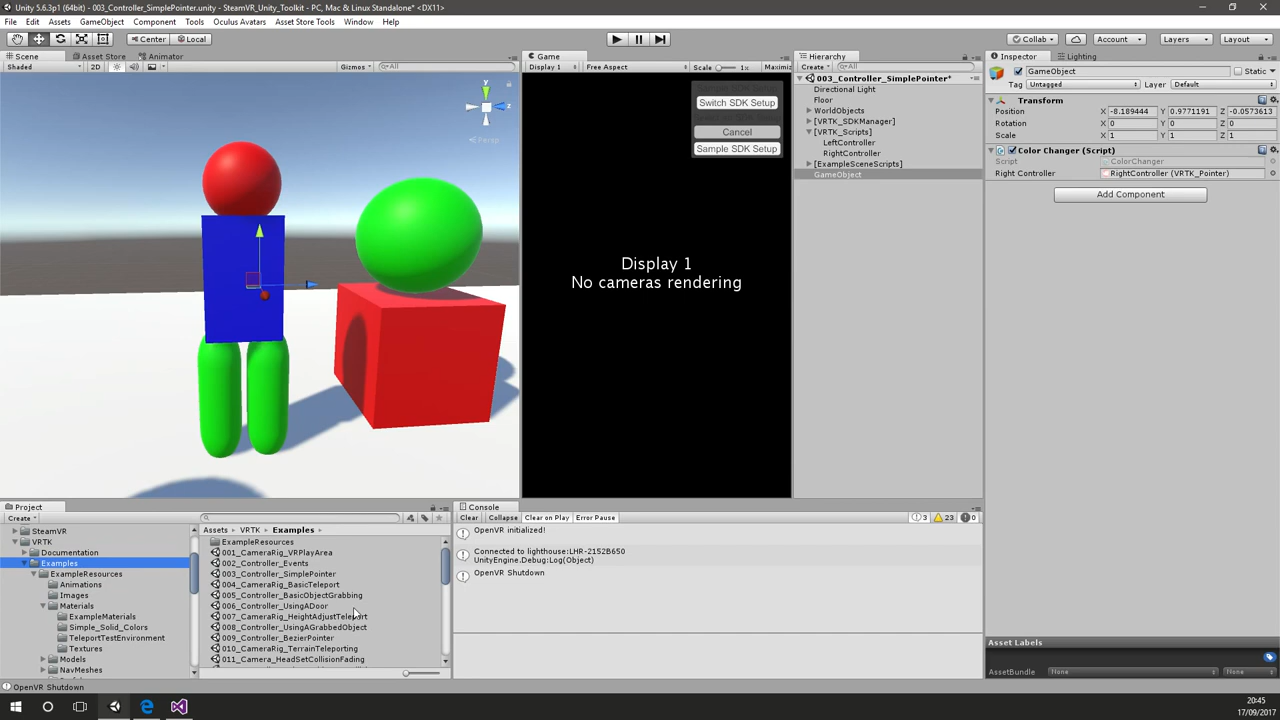 Unity 5.6.3p1 (64bit) - 003_Controller_SimplePointer.unity - SteamVR_Unity_Toolkit - PC, Mac & Linux Standalone* <DX11>
File Edit Assets GameObject Component Tools Oculus Avatars Asset Store Tools Window Help
Center Local Collab Account Layers Layout
Scene Asset Store Animator
Shaded 2D Gizmos All
y
z
Persp
Game
Display 1 Free Aspect Scale 1x Maximi
Switch SDK Setup
Cancel
Sample SDK Setup
Display 1
No cameras rendering
Hierarchy
Create All
003_Controller_SimplePointer*
Directional Light
Floor
WorldObjects
[VRTK_SDKManager]
[VRTK_Scripts]
LeftController
RightController
[ExampleSceneScripts]
GameObject
Inspector Lighting
GameObject Static
Tag Untagged Layer Default
Transform
Position X -8.189444 Y 0.9771191 Z -0.0573613
Rotation X 0 Y 0 Z 0
Scale X 1 Y 1 Z 1
Color Changer (Script)
Script ColorChanger
Right Controller RightController (VRTK_Pointer)
Add Component
Project
Create
SteamVR
VRTK
Documentation
Examples
ExampleResources
Animations
Images
Materials
ExampleMaterials
Simple_Solid_Colors
TeleportTestEnvironment
Textures
Models
NavMeshes
Assets VRTK Examples
ExampleResources
001_CameraRig_VRPlayArea
002_Controller_Events
003_Controller_SimplePointer
004_CameraRig_BasicTeleport
005_Controller_BasicObjectGrabbing
006_Controller_UsingADoor
007_CameraRig_HeightAdjustTeleport
008_Controller_UsingAGrabbedObject
009_Controller_BezierPointer
010_CameraRig_TerrainTeleporting
011_Camera_HeadSetCollisionFading
Console
Clear Collapse Clear on Play Error Pause 3 23 0
OpenVR initialized!
Connected to lighthouse:LHR-2152B650
UnityEngine.Debug:Log(Object)
OpenVR Shutdown
Asset Labels
AssetBundle None None
OpenVR Shutdown
20:45
17/09/2017